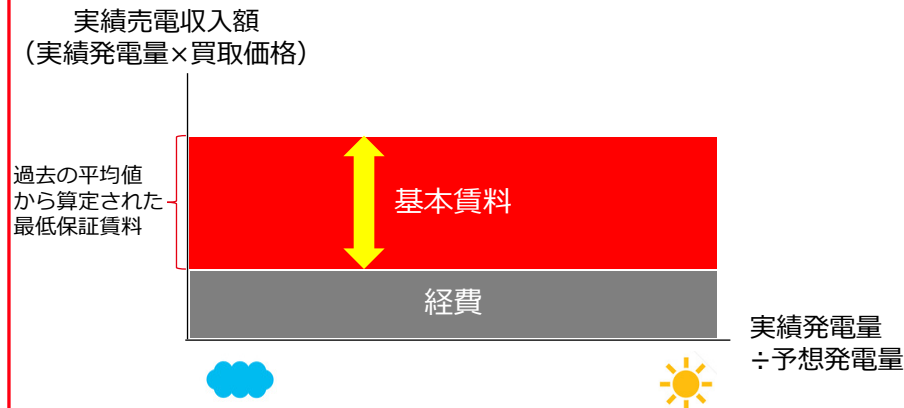 実績売電収入額
（実績発電量×買取価格）
過去の平均値
から算定された
最低保証賃料
基本賃料
経費
実績発電量
÷予想発電量